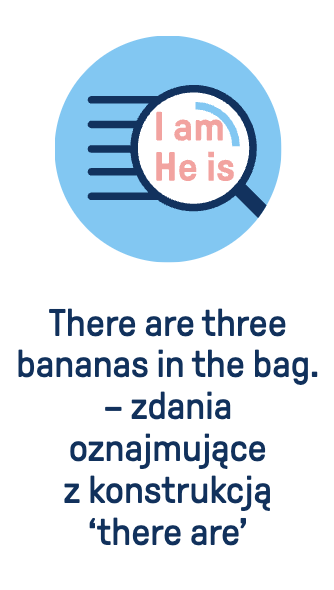 I am
He is
There are three
bananas in the bag.
– zdania
oznajmujące
z konstrukcją
‘there are’